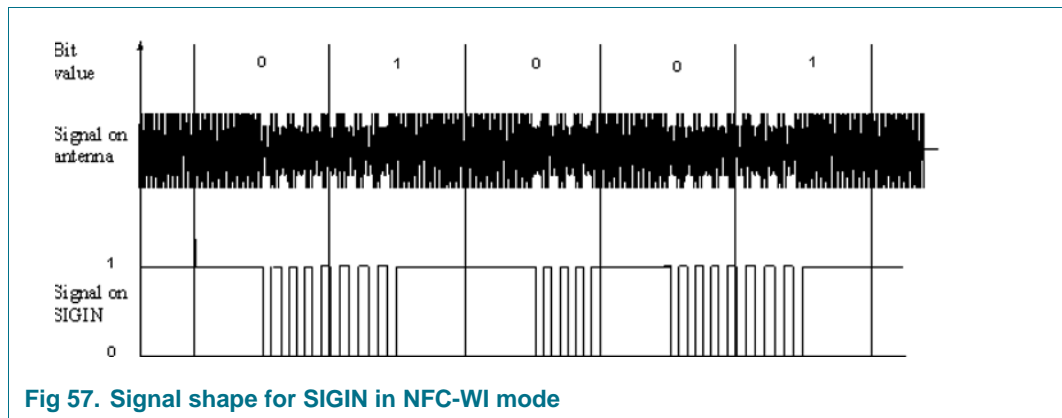 Bit
value
0 1 0 0 1
Signal on
antenna
1
Signal on
SIGIN
0
Fig 57. Signal shape for SIGIN in NFC-WI mode